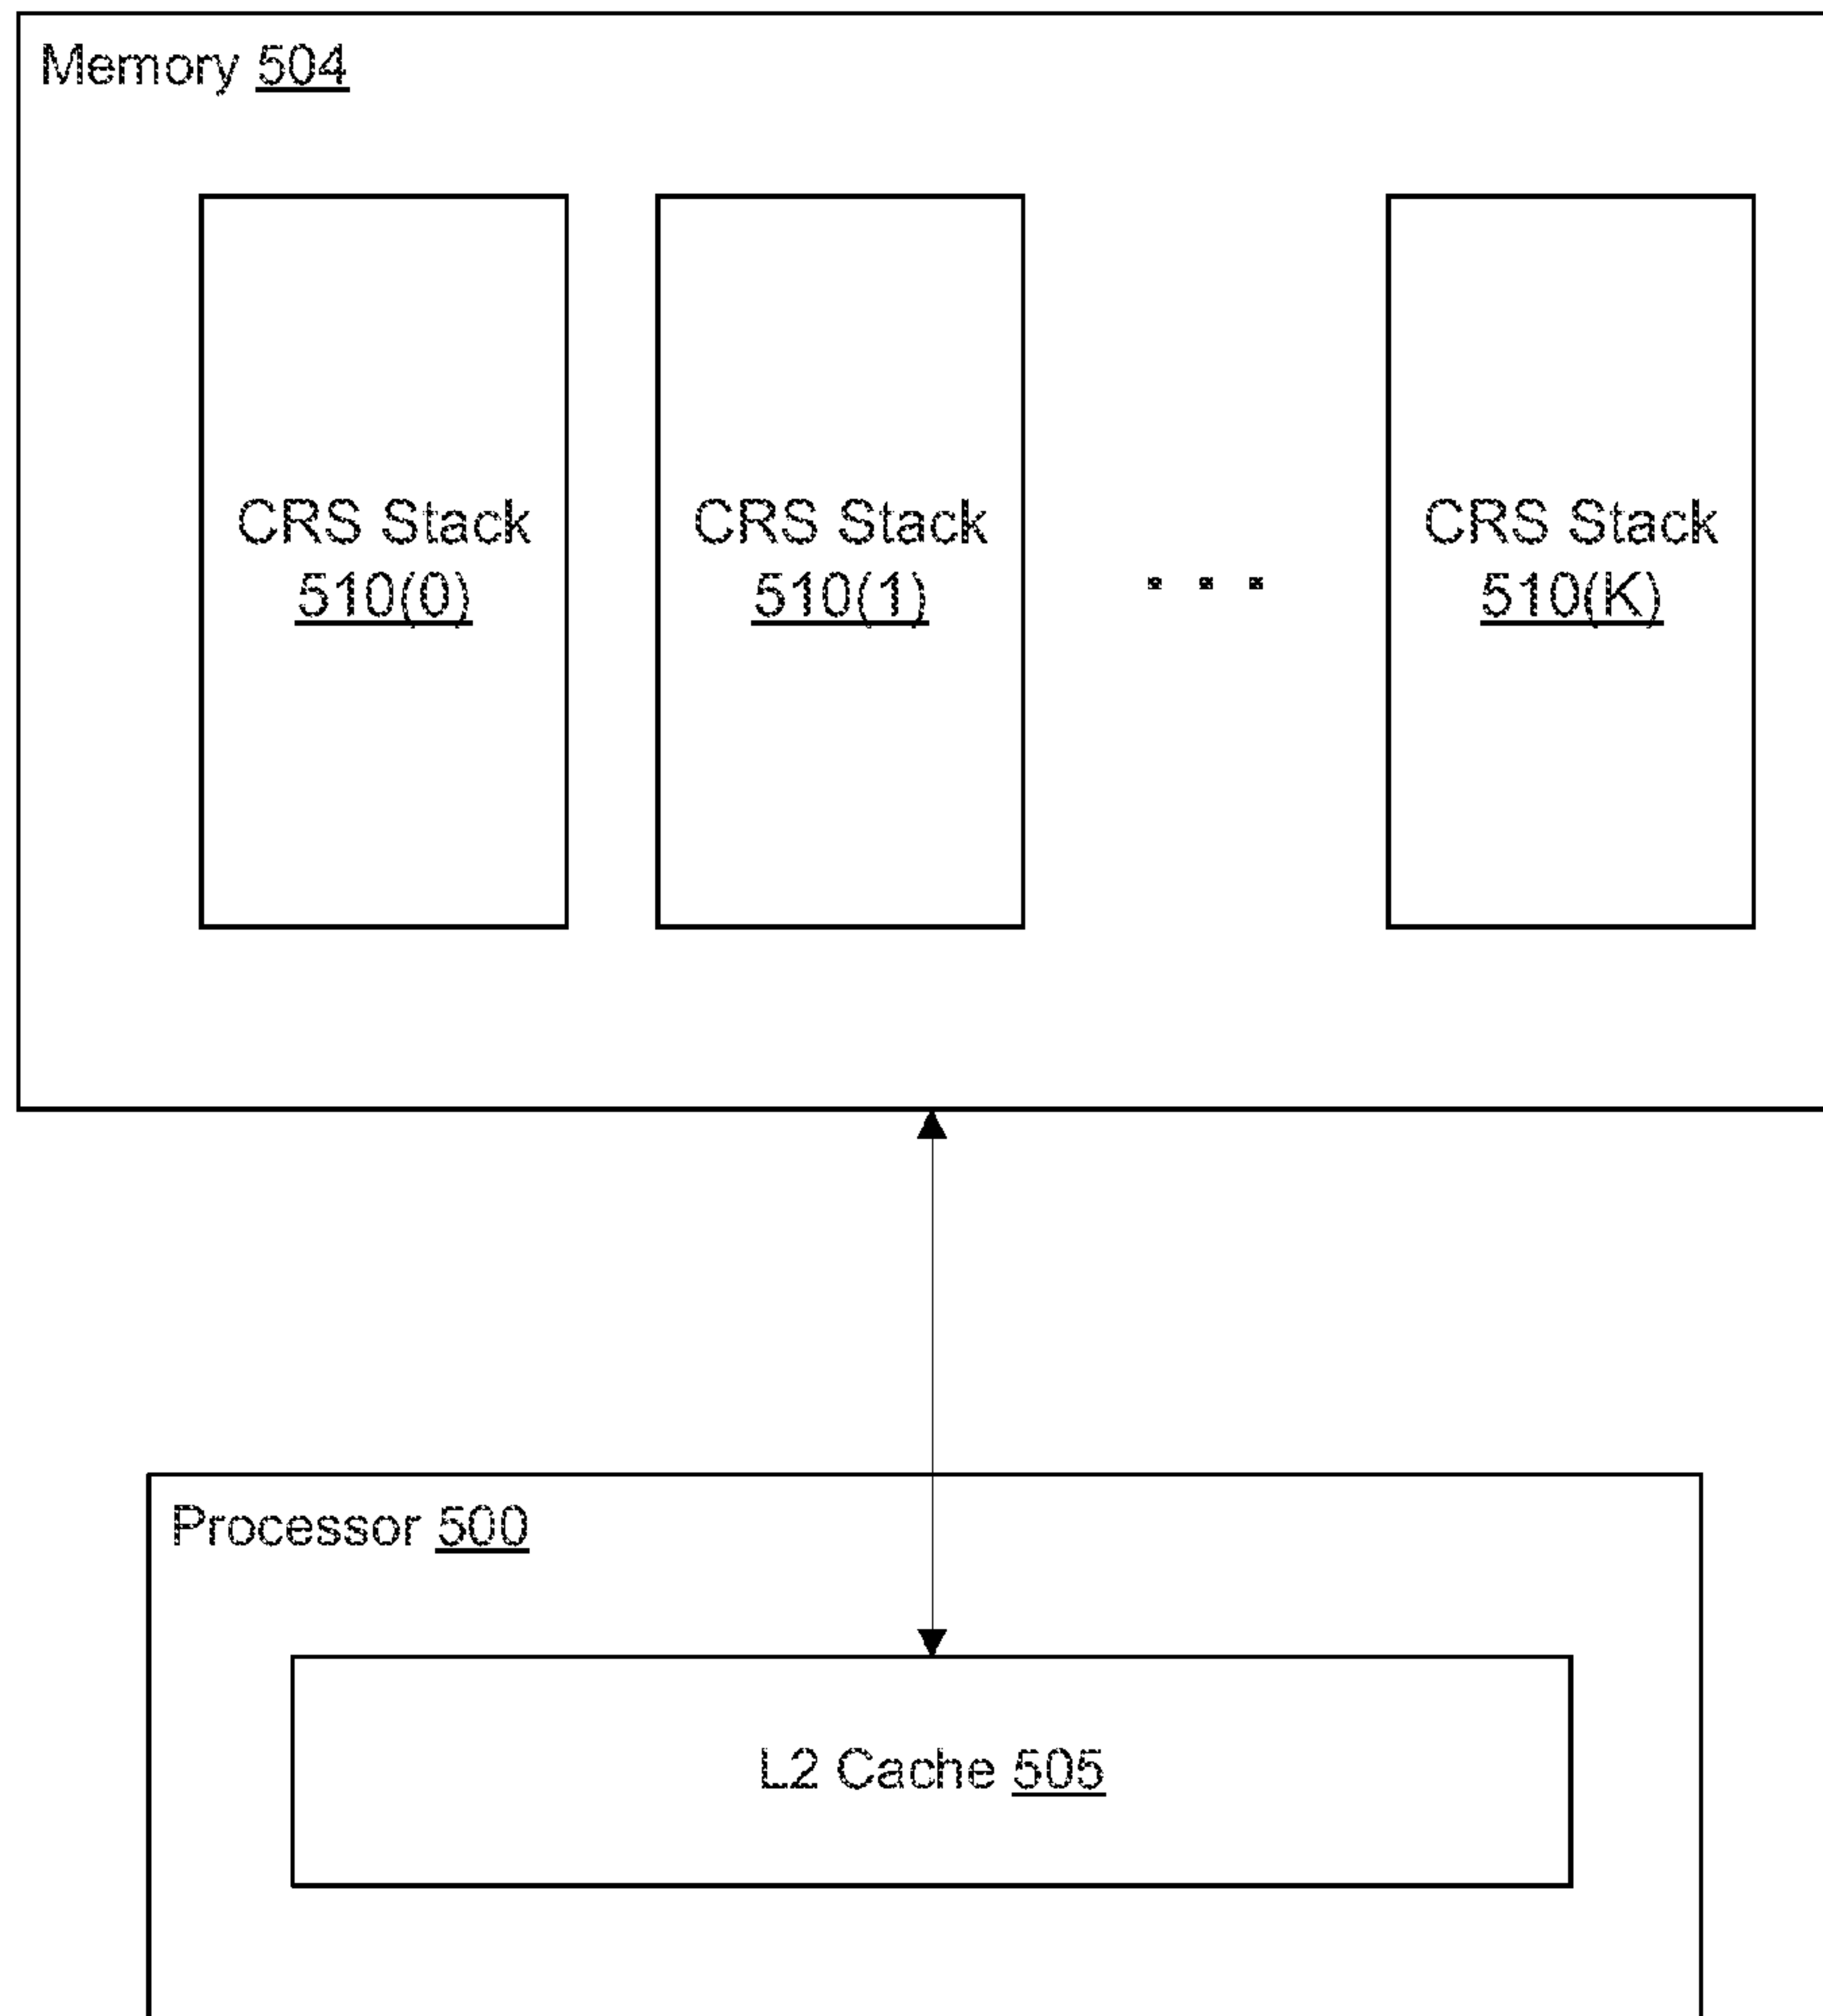 Memory 504
CRS Stack
510(0)
CRS Stack
510(1)
. . .
CRS Stack
510(K)
Processor 500
L2 Cache 505